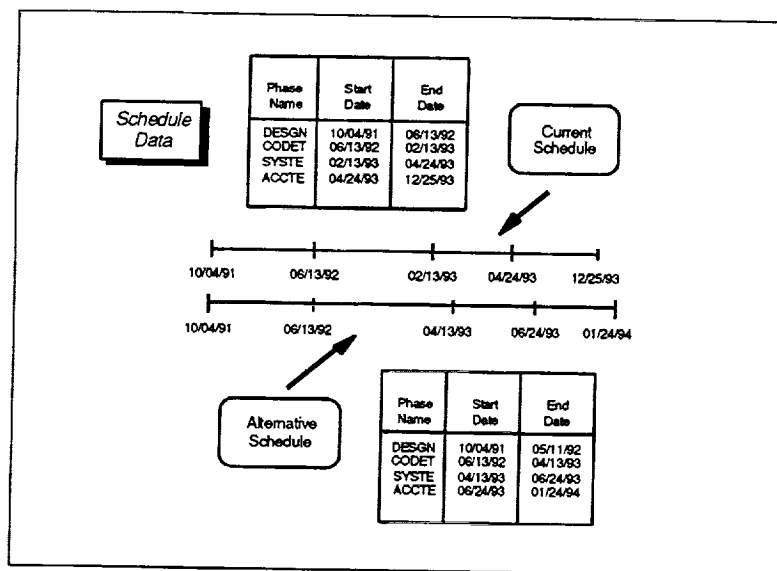 Schedule
Data
Phase Name Start Date End Date
DESGN 10/04/91 06/13/92
CODET 06/13/92 02/13/93
SYSTE 02/13/93 04/24/93
ACCTE 04/24/93 12/25/93
Current
Schedule
10/04/91 06/13/92 02/13/93 04/24/93 12/25/93
10/04/91 06/13/92 04/13/93 06/24/93 01/24/94
Alternative
Schedule
Phase Name Start Date End Date
DESGN 10/04/91 05/11/92
CODET 06/13/92 04/13/93
SYSTE 04/13/93 06/24/93
ACCTE 06/24/93 01/24/94